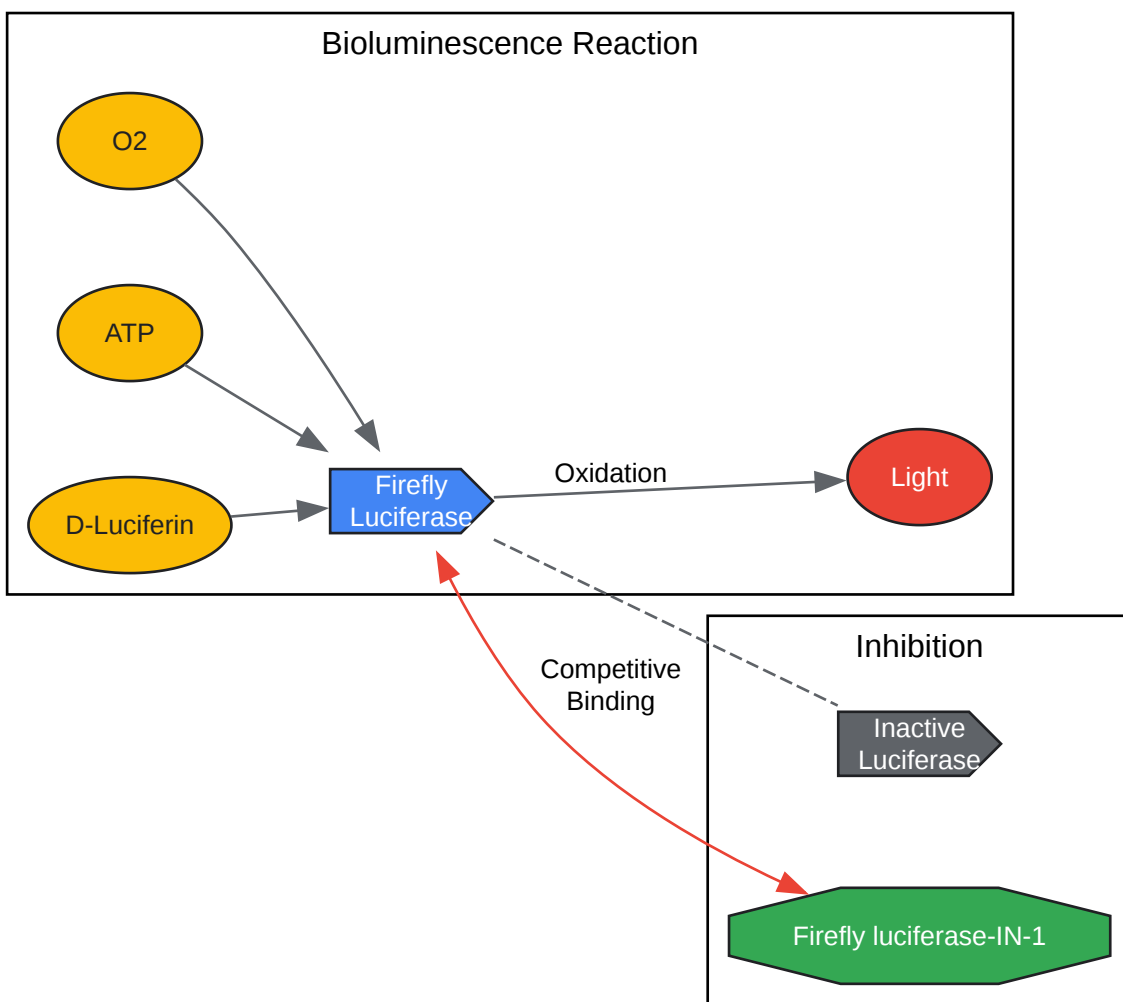 Bioluminescence Reaction
O2
ATP
D-Luciferin
Firefly
Luciferase
Oxidation
Light
Competitive
Binding
Inhibition
Inactive
Luciferase
Firefly luciferase-IN-1